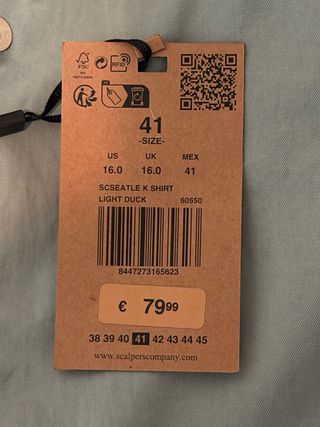 FSC
RFID
41
-SIZE-
US UK MEX
16.0 16.0 41
SCSEATLE K SHIRT
LIGHT DUCK 60550
8447273165623
€ 79.99
38 39 40 41 42 43 44 45
www.scalperscompany.com